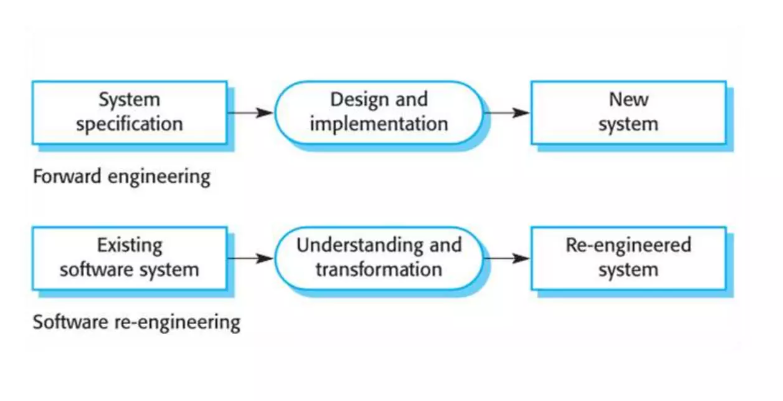 System
specification
Design and
implementation
New
system
Forward engineering
Existing
software system
Understanding and
transformation
Re-engineered
system
Software re-engineering